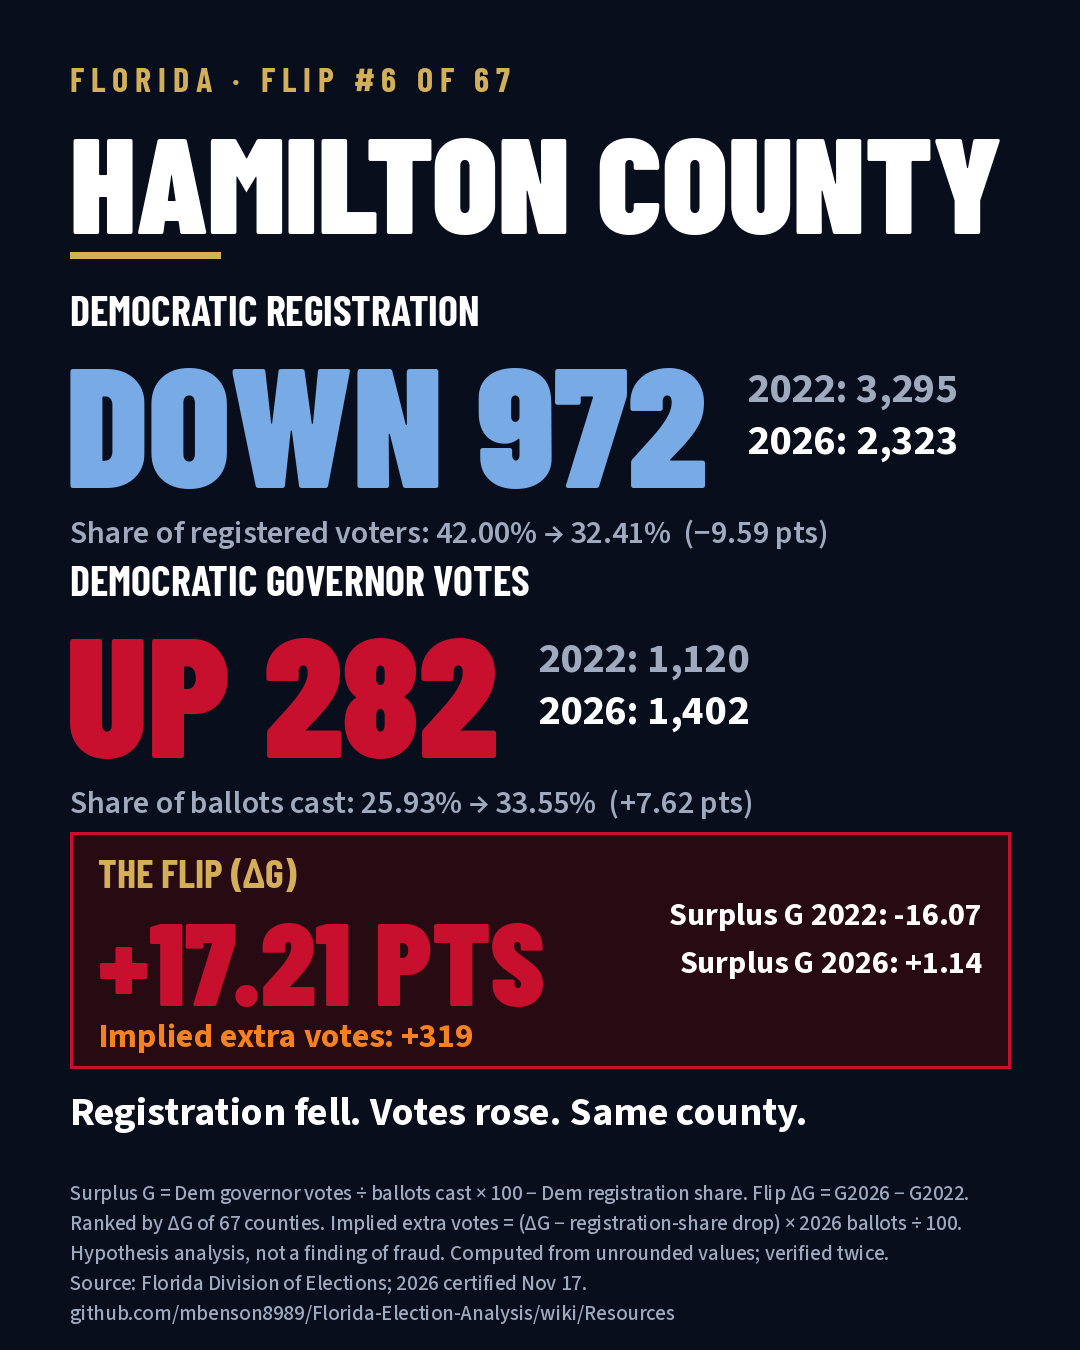 FLORIDA · FLIP #6 OF 67
HAMILTON COUNTY
DEMOCRATIC REGISTRATION
DOWN 972
2022: 3,295
2026: 2,323
Share of registered voters: 42.00% → 32.41% (−9.59 pts)
DEMOCRATIC GOVERNOR VOTES
UP 282
2022: 1,120
2026: 1,402
Share of ballots cast: 25.93% → 33.55% (+7.62 pts)
THE FLIP (ΔG)
+17.21 PTS
Surplus G 2022: -16.07
Surplus G 2026: +1.14
Implied extra votes: +319
Registration fell. Votes rose. Same county.
Surplus G = Dem governor votes ÷ ballots cast × 100 − Dem registration share. Flip ΔG = G2026 − G2022.
Ranked by ΔG of 67 counties. Implied extra votes = (ΔG − registration-share drop) × 2026 ballots ÷ 100.
Hypothesis analysis, not a finding of fraud. Computed from unrounded values; verified twice.
Source: Florida Division of Elections; 2026 certified Nov 17.
github.com/mbenson8989/Florida-Election-Analysis/wiki/Resources